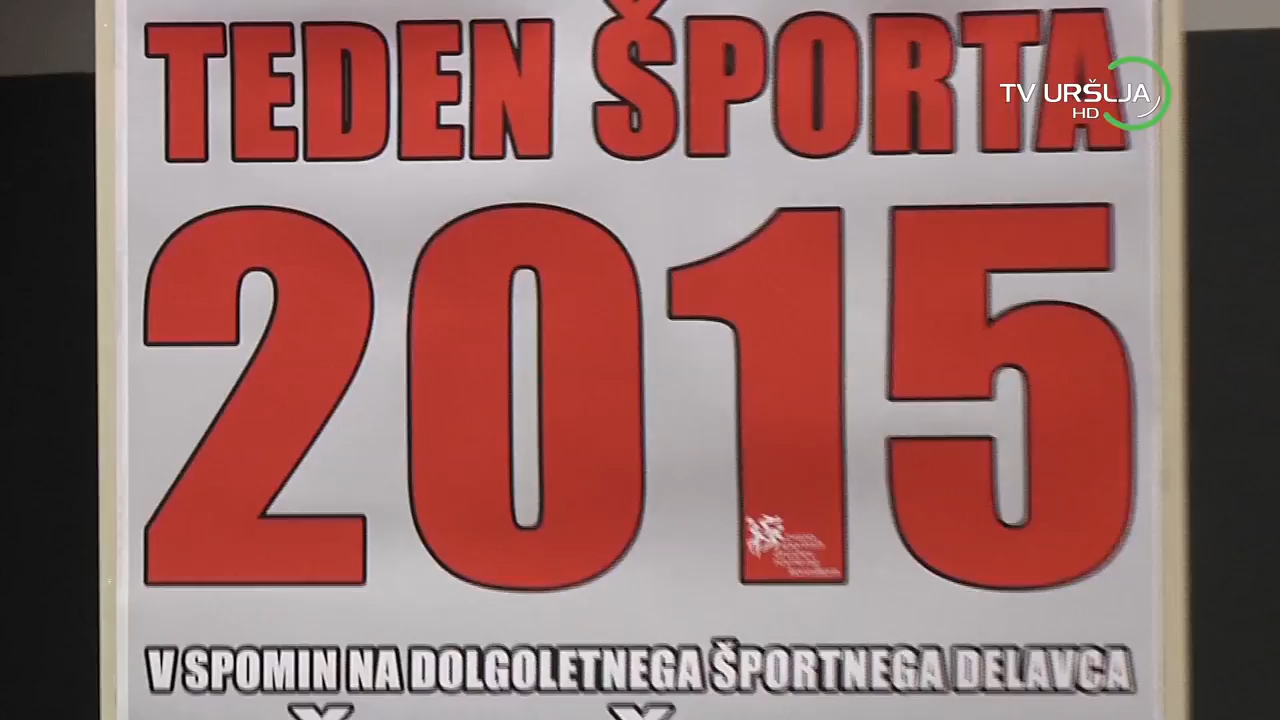 TEDEN ŠPORTA
TV URŠLJA
HD
2015
V SPOMIN NA DOLGOLETNEGA ŠPORTNEGA DELAVCA